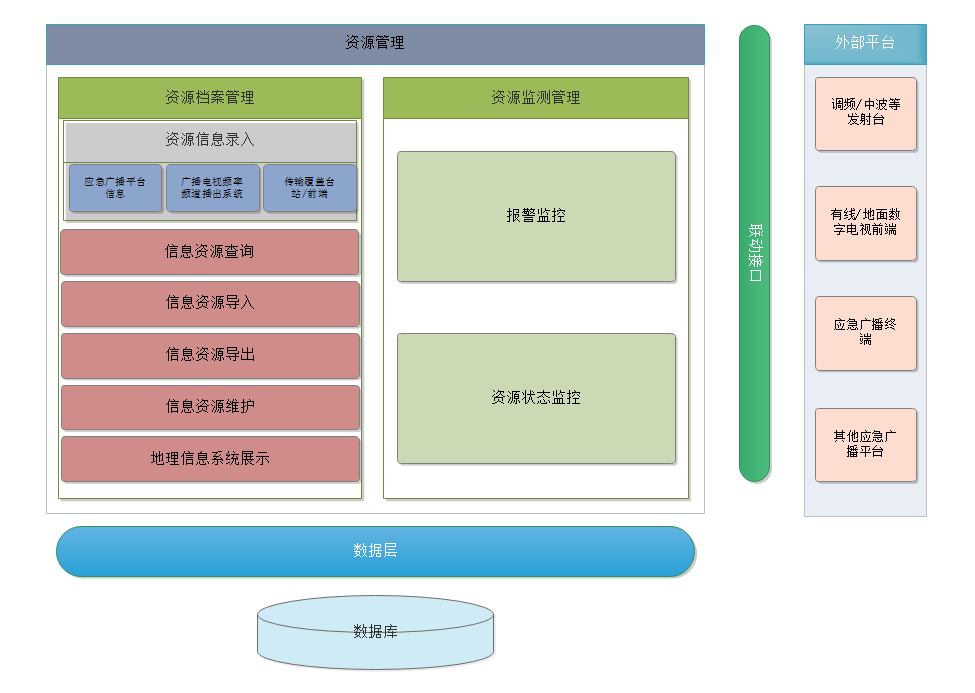 资源管理
资源档案管理
资源信息录入
应急广播平台
信息
广播电视频率
频道播出系统
传输覆盖台
站/前端
信息资源查询
信息资源导入
信息资源导出
信息资源维护
地理信息系统展示
资源监测管理
报警监控
资源状态监控
联动接口
外部平台
调频/中波等
发射台
有线/地面数
字电视前端
应急广播终
端
其他应急广
播平台
数据层
数据库